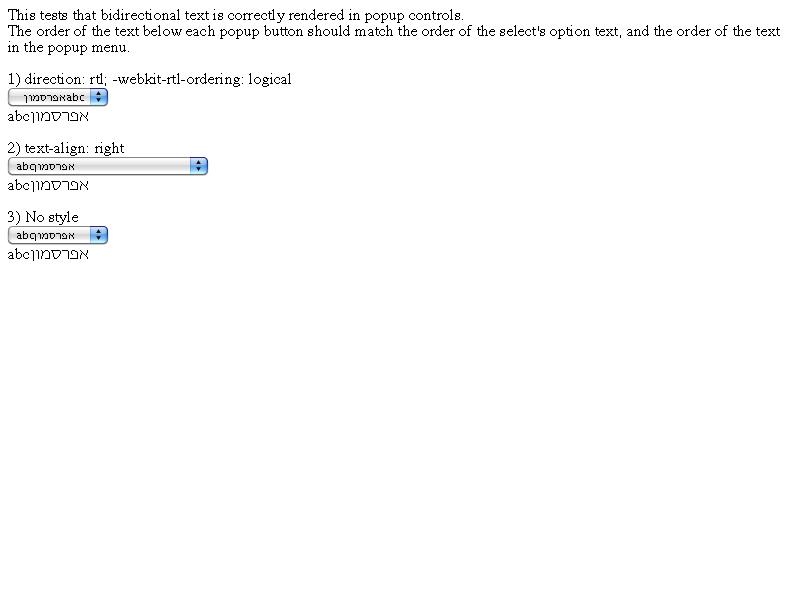 This tests that bidirectional text is correctly rendered in popup controls.
The order of the text below each popup button should match the order of the select's option text, and the order of the text
in the popup menu.
1) direction: rtl; -webkit-rtl-ordering: logical
abcאפרסמון
abcאפרסמון
2) text-align: right
abcאפרסמון
abcאפרסמון
3) No style
abcאפרסמון
abcאפרסמון